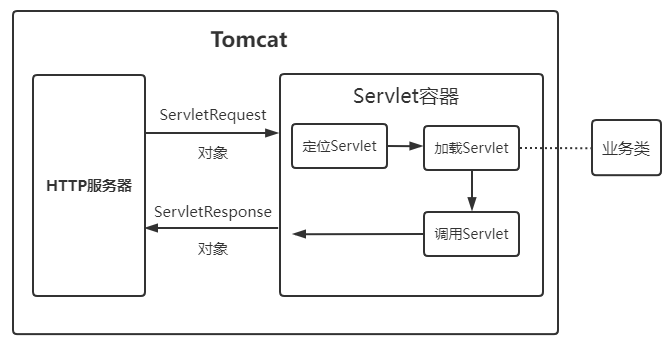 Tomcat
HTTP服务器
ServletRequest
对象
ServletResponse
对象
Servlet容器
定位Servlet
加载Servlet
调用Servlet
业务类